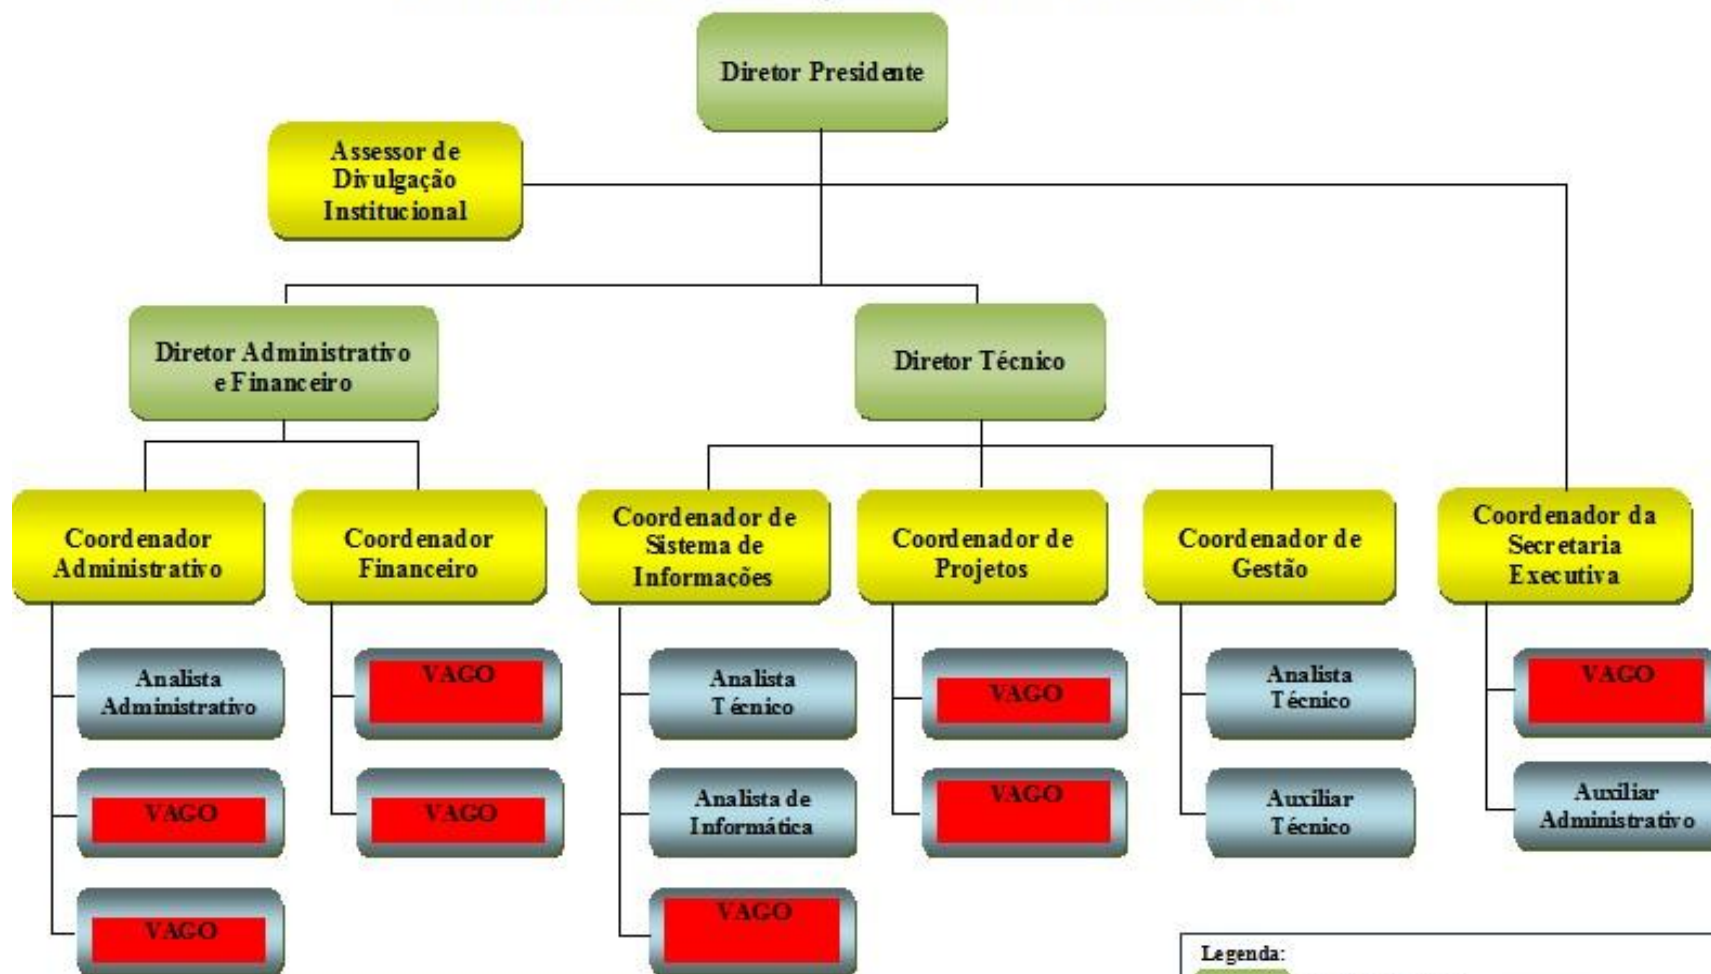 Diretor Presidente
Assessor de
Divulgação
Institucional
Diretor Administrativo
e Financeiro
Diretor Técnico
Coordenador
Administrativo
Coordenador
Financeiro
Coordenador de
Sistema de
Informações
Coordenador de
Projetos
Coordenador de
Gestão
Coordenador da
Secretaria
Executiva
Analista
Administrativo
VAGO
VAGO
VAGO
VAGO
Analista
Técnico
Analista de
Informática
VAGO
VAGO
VAGO
Analista
Técnico
Auxiliar
Técnico
VAGO
Auxiliar
Administrativo
Legenda: